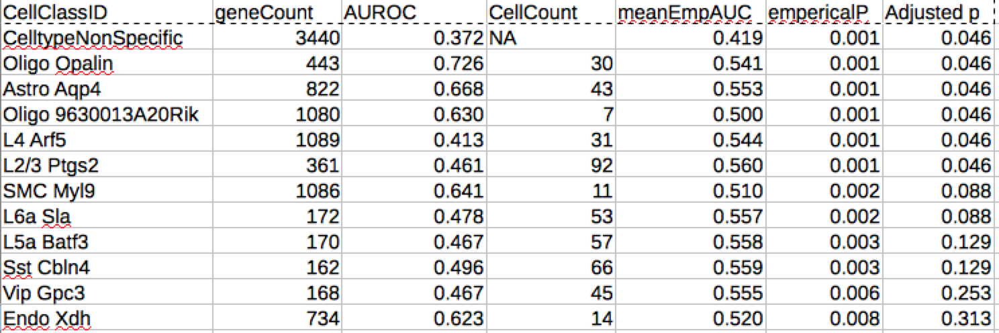 CellClassID geneCount AUROC CellCount meanEmpAUC empericalP Adjusted p
CelltypeNonSpecific 3440 0.372 NA 0.419 0.001 0.046
Oligo Opalin 443 0.726 30 0.541 0.001 0.046
Astro Aqp4 822 0.668 43 0.553 0.001 0.046
Oligo 9630013A20Rik 1080 0.630 7 0.500 0.001 0.046
L4 Arf5 1089 0.413 31 0.544 0.001 0.046
L2/3 Ptgs2 361 0.461 92 0.560 0.001 0.046
SMC Myl9 1086 0.641 11 0.510 0.002 0.088
L6a Sla 172 0.478 53 0.557 0.002 0.088
L5a Batf3 170 0.467 57 0.558 0.003 0.129
Sst Cbln4 162 0.496 66 0.559 0.003 0.129
Vip Gpc3 168 0.467 45 0.555 0.006 0.253
Endo Xdh 734 0.623 14 0.520 0.008 0.313